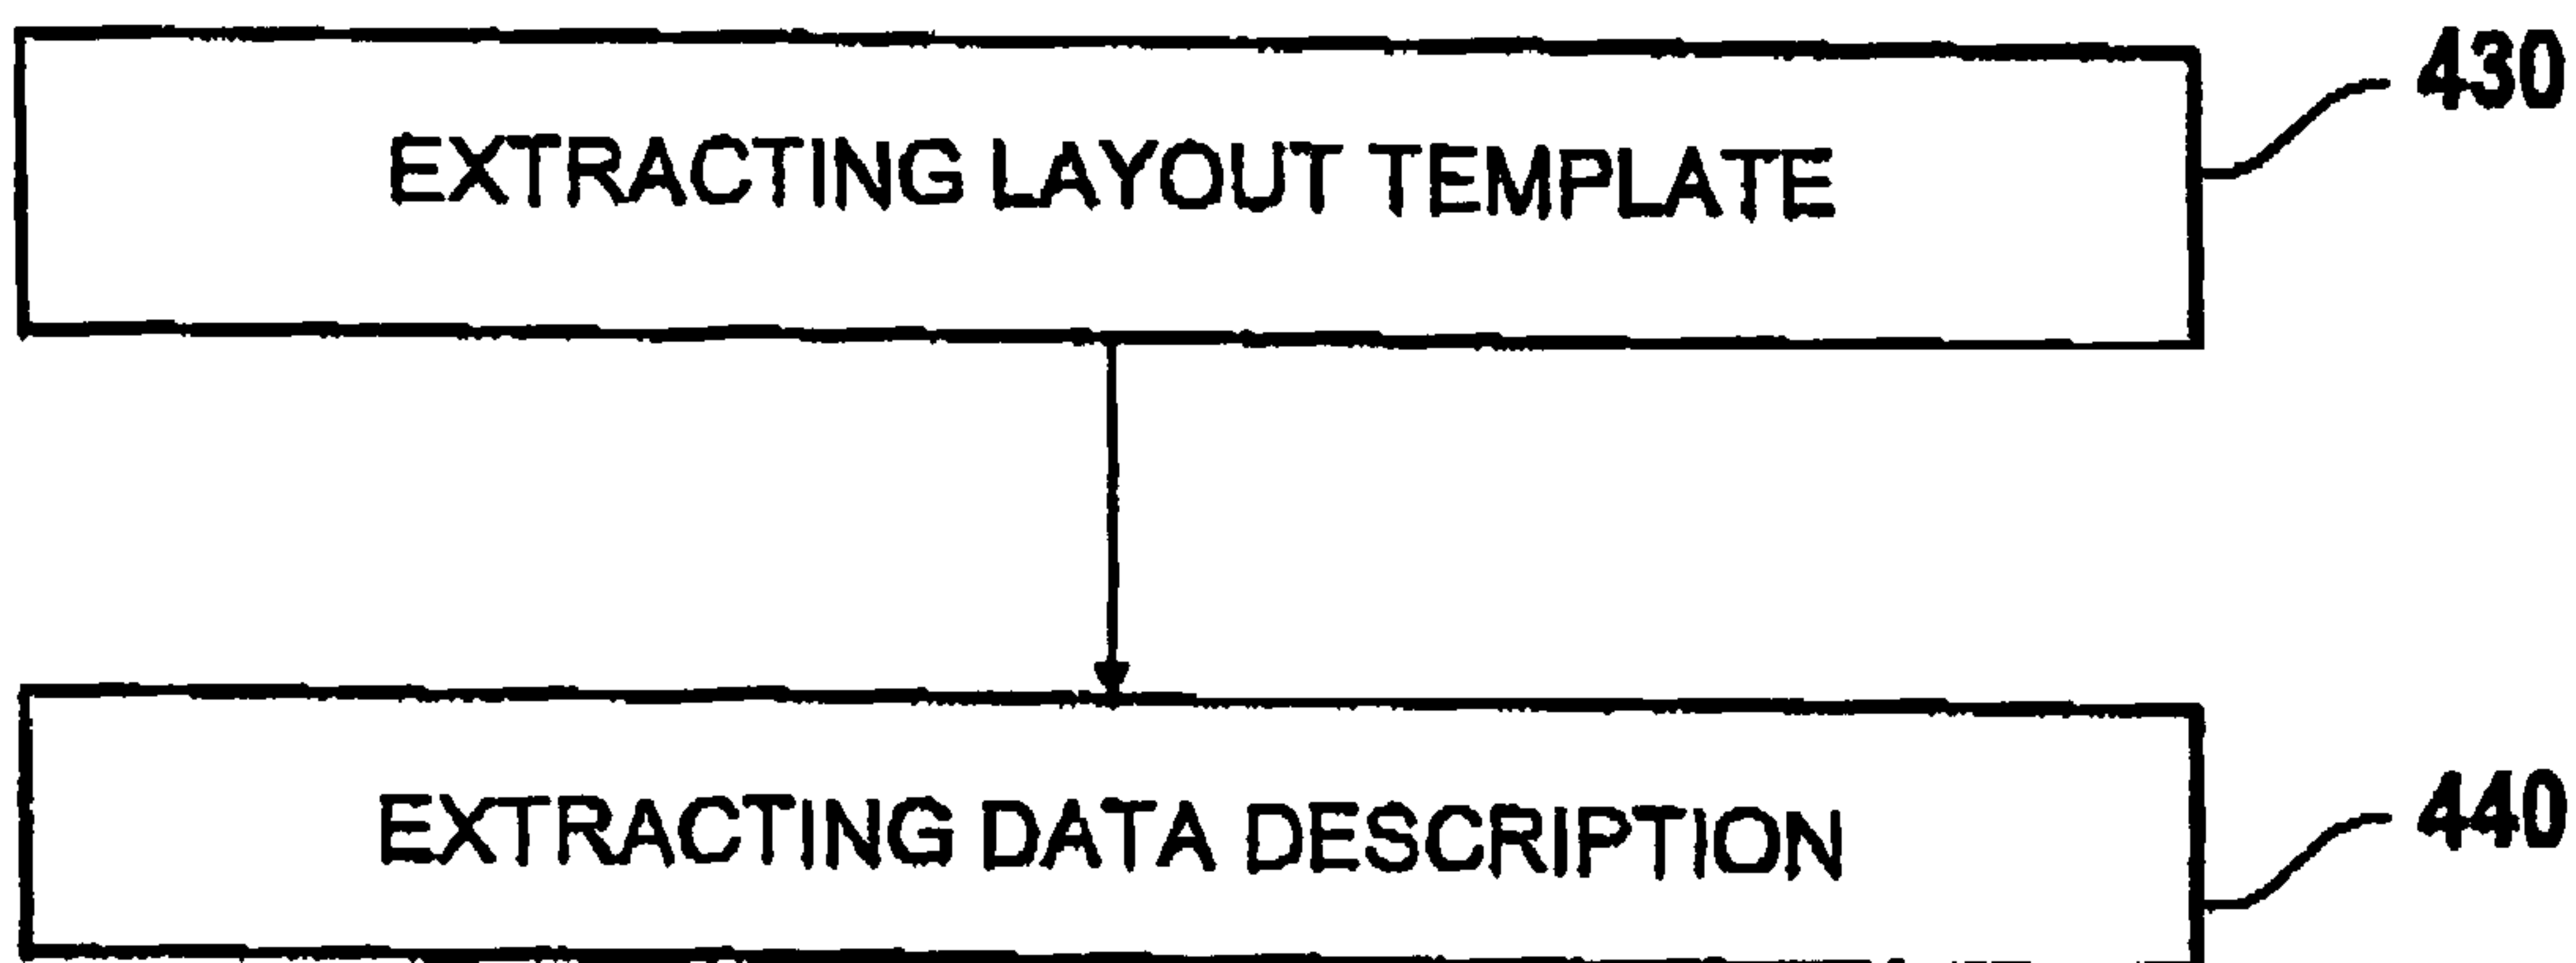 EXTRACTING LAYOUT TEMPLATE
430
EXTRACTING DATA DESCRIPTION
440